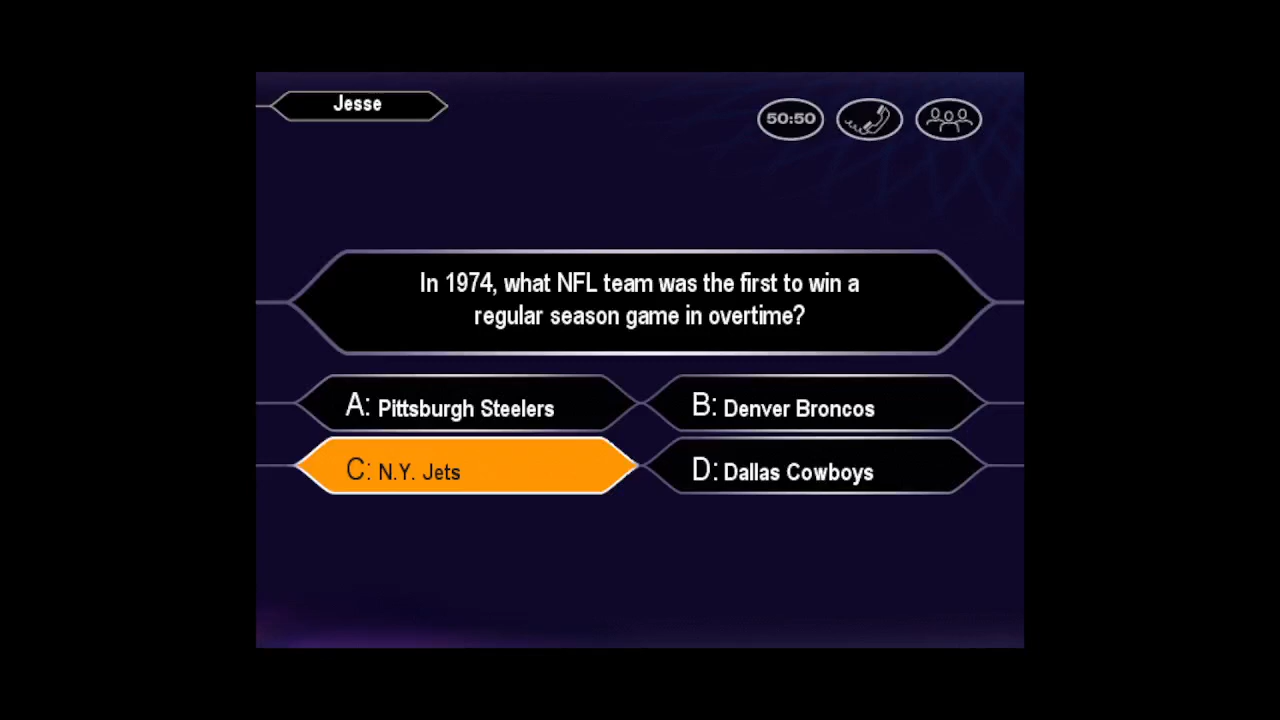 Jesse
50:50
In 1974, what NFL team was the first to win a
regular season game in overtime?
A: Pittsburgh Steelers
B: Denver Broncos
C: N.Y. Jets
D: Dallas Cowboys